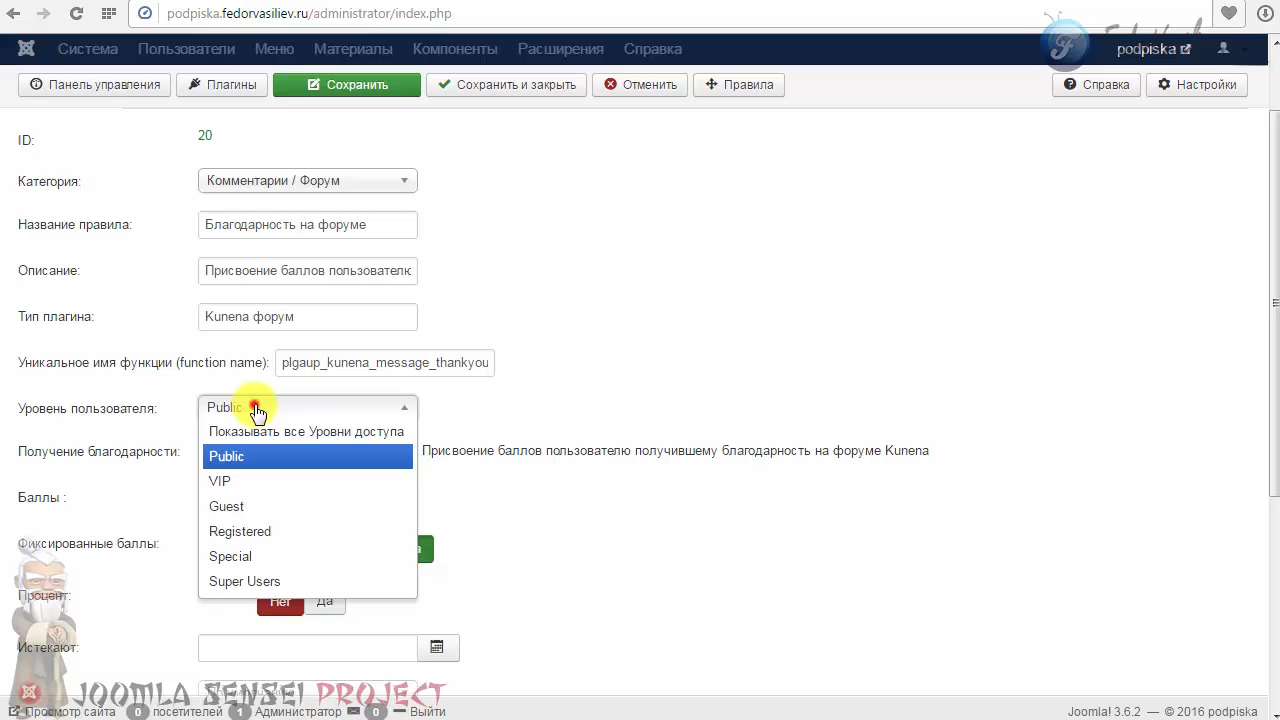 podpiska.fedorvasiliev.ru/administrator/index.php
Система Пользователи Меню Материалы Компоненты Расширения Справка podpiska
Панель управления Плагины Сохранить Сохранить и закрыть Отменить Правила Справка Настройки
ID: 20
Категория: Комментарии / Форум
Название правила: Благодарность на форуме
Описание: Присвоение баллов пользователю
Тип плагина: Kunena форум
Уникальное имя функции (function name): plgaup_kunena_message_thankyou
Уровень пользователя: Public
Показывать все Уровни доступа
Получение благодарности: Присвоение баллов пользователю получившему благодарность на форуме Kunena
Public
VIP
Баллы :
Guest
Registered
Фиксированные баллы:
Special
Super Users
Процент: Нет Да
Истекают:
JOOMLA SENSEI PROJECT
Просмотр сайта 0 посетителей 1 Администратор 0 Выйти Joomla! 3.6.2 — © 2016 podpiska